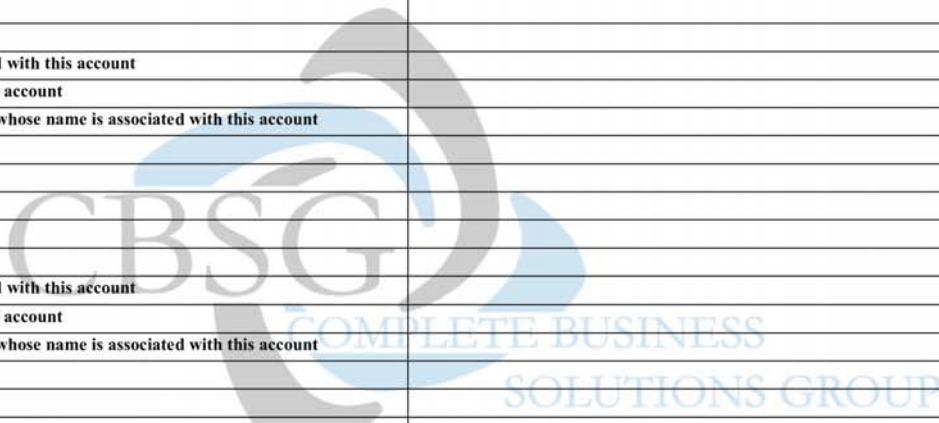 with this account
account
whose name is associated with this account
CBSG
with this account
account
COMPLETE BUSINESS
whose name is associated with this account
SOLUTIONS GROUP